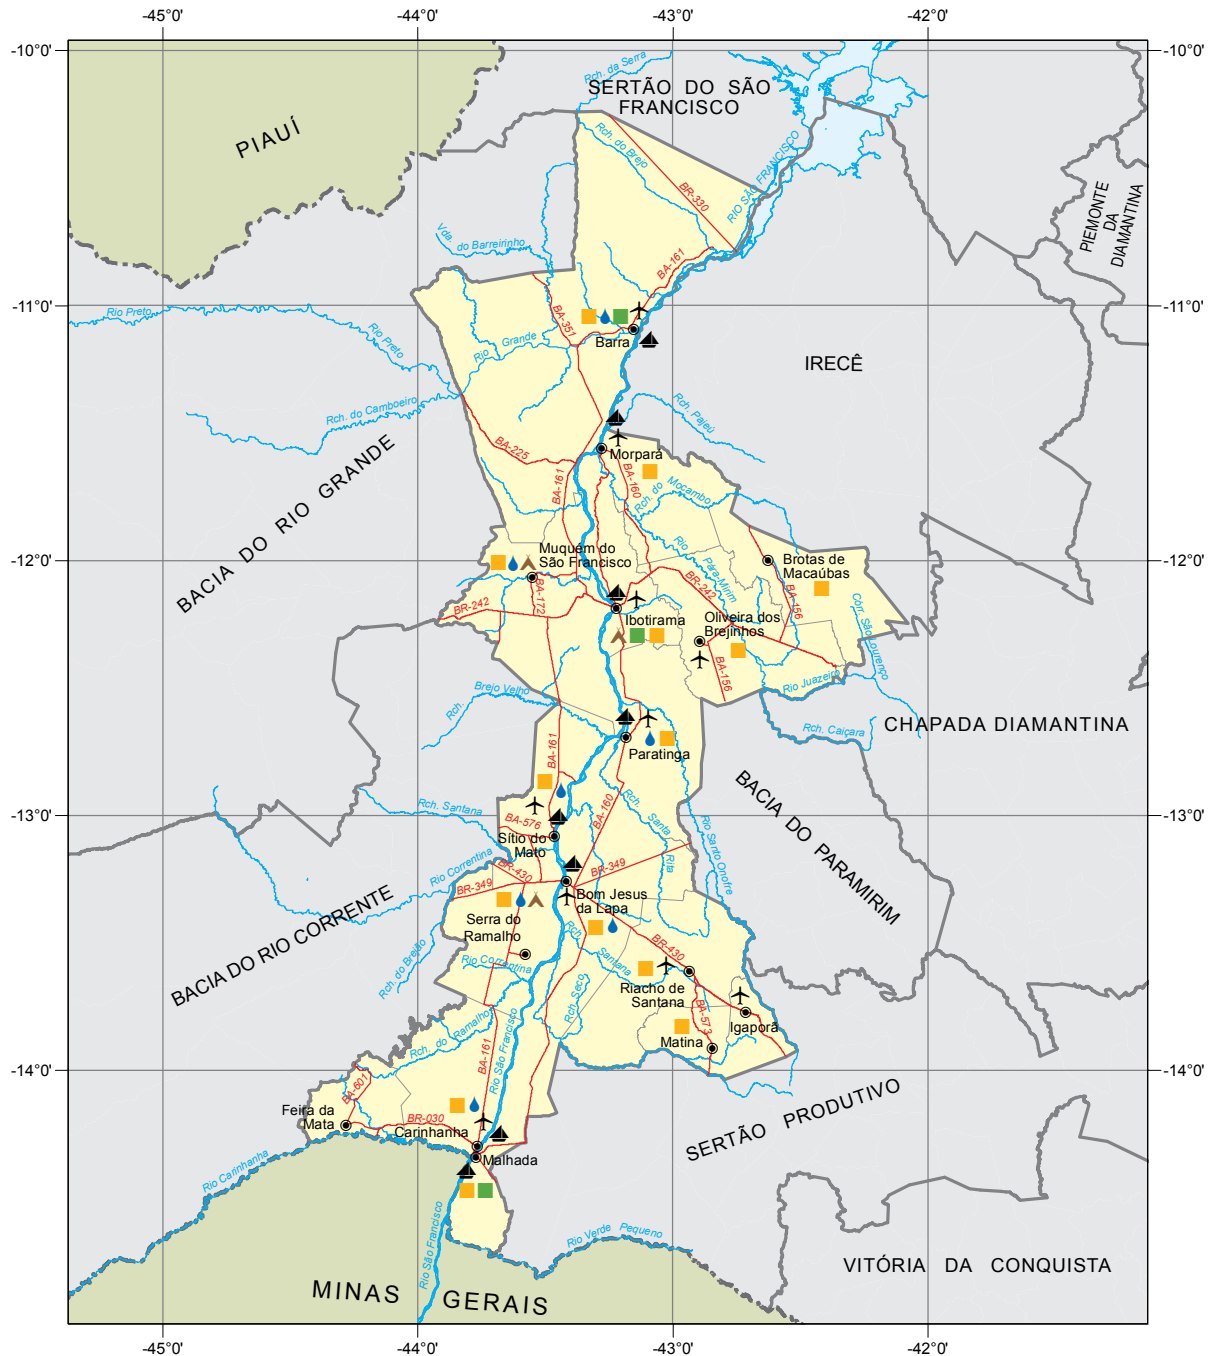 -45°0'
-44°0'
-43°0'
-42°0'
-10°0'
-10°0'
Rch. da Serra
SERTÃO DO SÃO
FRANCISCO
PIAUÍ
Rch. do Brejo
BR-330
RIO SÃO FRANCISCO
PIEMONTE
DA
DIAMANTINA
Vda.
do Barreirinho
BA-161
-11°0'
-11°0'
Rio Preto
BA-351
Rio Preto
Rio Grande
Barra
IRECÊ
Rch. do Camboeiro
Rch. Pajeú
BA-225
Morpará
BACIA DO RIO GRANDE
BA-161
BA-160
Rch. do Mocambo
-12°0'
-12°0'
Muquém do
São Francisco
Rio Para-Mirim
Brotas de
Macaúbas
BR-242
BA-172
BR-242
BA-156
Ibotirama
Oliveira dos
Brejinhos
Córr. São Lourenço
BA-156
Rio Juazeiro
Rch. Brejo Velho
CHAPADA DIAMANTINA
Rch. Caiçara
BA-161
Paratinga
BACIA DO PARAMIRIM
Rch. Santana
BA-160
Rch. Santa Rita
Rio Santo Onofre
-13°0'
-13°0'
BA-576
Sítio do
Mato
Rio Correntina
BR-430
BR-349
BR-349
Bom Jesus
da Lapa
Serra do
Ramalho
BACIA DO RIO CORRENTE
Rch. do Brejão
Rio Correntina
Rch. Santana
BR-430
Rch. Seco
Riacho de
Santana
Igaporã
BA-573
Matina
Rch. do Ramalho
Rio São Francisco
BA-161
-14°0'
-14°0'
BA-601
Feira da
Mata
BR-030
Carinhanha
Malhada
SERTÃO PRODUTIVO
Rio Carinhanha
Rio São Francisco
Rio Verde Pequeno
VITÓRIA DA CONQUISTA
MINAS GERAIS
-45°0'
-44°0'
-43°0'
-42°0'